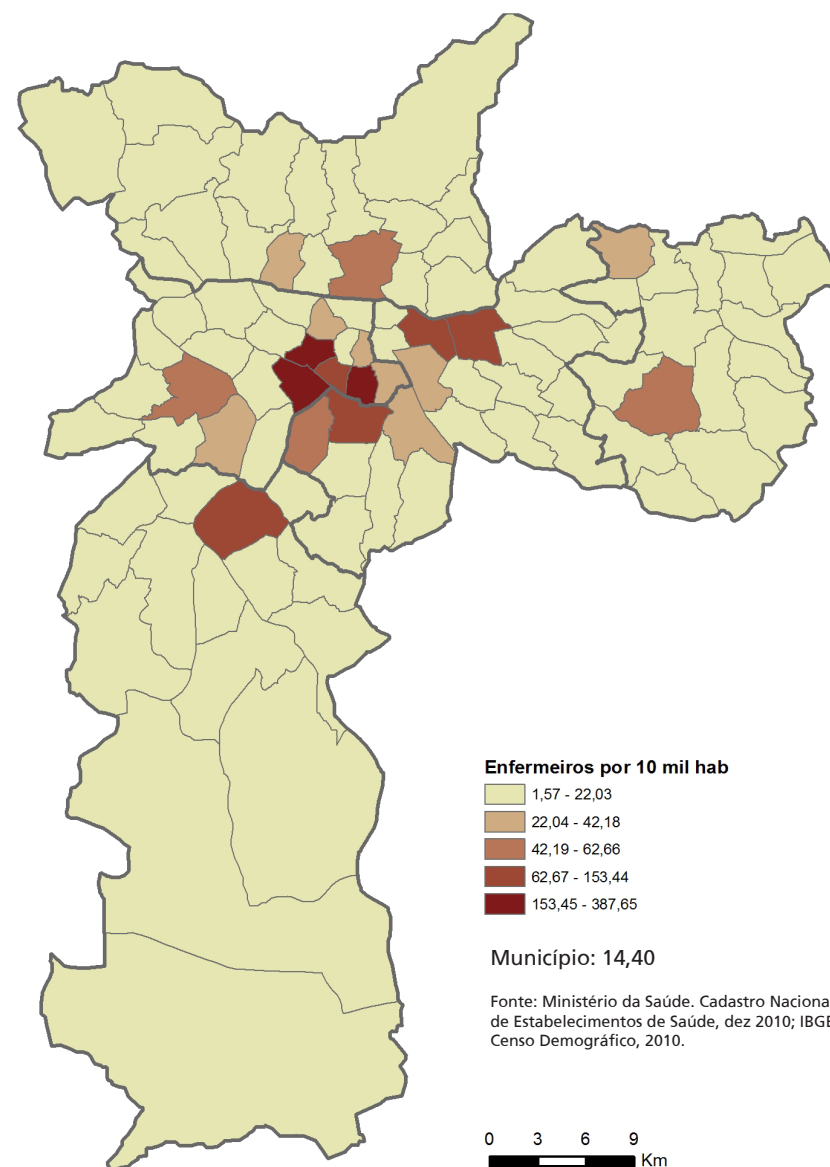 Enfermeiros por 10 mil hab
1,57 - 22,03
22,04 - 42,18
42,19 - 62,66
62,67 - 153,44
153,45 - 387,65
Município: 14,40
Fonte: Ministério da Saúde. Cadastro Naciona
de Estabelecimentos de Saúde, dez 2010; IBGE
Censo Demográfico, 2010.
0 3 6 9
Km